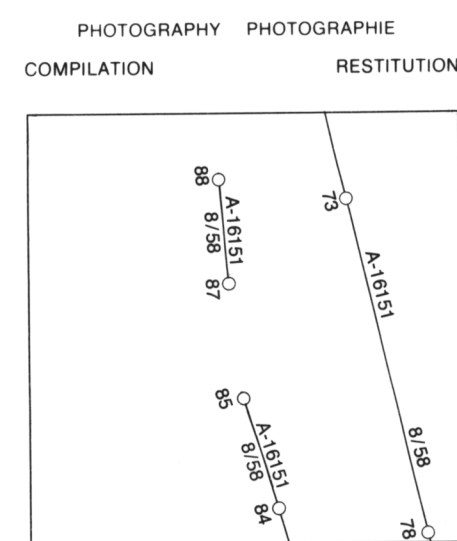 PHOTOGRAPHY PHOTOGRAPHIE
COMPILATION RESTITUTION
88
A-16151
8/58
87
73
A-16151
8/58
78
85
A-16151
8/58
84